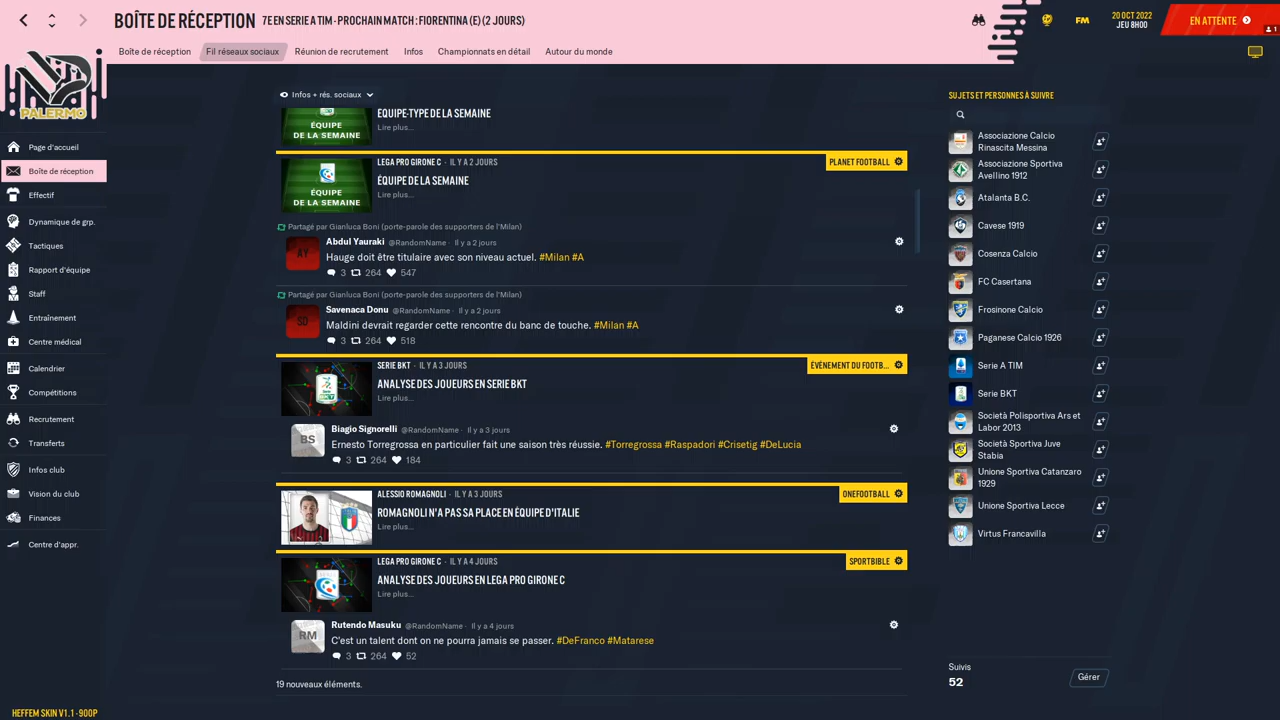 BOÎTE DE RÉCEPTION
7E EN SERIE A TIM - PROCHAIN MATCH : FIORENTINA (E) (2 JOURS)
FM
20 OCT 2022
JEU 8H00
EN ATTENTE
1
Boîte de réception
Fil réseaux sociaux
Réunion de recrutement
Infos
Championnats en détail
Autour du monde
PALERMO
Page d'accueil
Boîte de réception
Effectif
Dynamique de grp.
Tactiques
Rapport d'équipe
Staff
Entraînement
Centre médical
Calendrier
Compétitions
Recrutement
Transferts
Infos club
Vision du club
Finances
Centre d'appr.
HEFFEM SKIN V1.1 - 900P
Infos + rés. sociaux
ÉQUIPE
DE LA SEMAINE
ÉQUIPE-TYPE DE LA SEMAINE
Lire plus...
ÉQUIPE
DE LA SEMAINE
LEGA PRO GIRONE C · IL Y A 2 JOURS
PLANET FOOTBALL
ÉQUIPE DE LA SEMAINE
Lire plus...
Partagé par Gianluca Boni (porte-parole des supporters de l'Milan)
AY
Abdul Yauraki @RandomName · Il y a 2 jours
Hauge doit être titulaire avec son niveau actuel. #Milan #A
3 264 547
Partagé par Gianluca Boni (porte-parole des supporters de l'Milan)
SD
Savenaca Donu @RandomName · Il y a 2 jours
Maldini devrait regarder cette rencontre du banc de touche. #Milan #A
3 264 518
SERIE BKT · IL Y A 3 JOURS
ÉVÉNEMENT DU FOOTB...
ANALYSE DES JOUEURS EN SERIE BKT
Lire plus...
BS
Biagio Signorelli @RandomName · Il y a 3 jours
Ernesto Torregrossa en particulier fait une saison très réussie. #Torregrossa #Raspadori #Crisetig #DeLucia
3 264 184
ALESSIO ROMAGNOLI · IL Y A 3 JOURS
ONEFOOTBALL
ROMAGNOLI N'A PAS SA PLACE EN ÉQUIPE D'ITALIE
Lire plus...
LEGA PRO GIRONE C · IL Y A 4 JOURS
SPORTBIBLE
ANALYSE DES JOUEURS EN LEGA PRO GIRONE C
Lire plus...
RM
Rutendo Masuku @RandomName · Il y a 4 jours
C'est un talent dont on ne pourra jamais se passer. #DeFranco #Matarese
3 264 52
19 nouveaux éléments.
SUJETS ET PERSONNES À SUIVRE
Associazione Calcio
Rinascita Messina
Associazione Sportiva
Avellino 1912
Atalanta B.C.
Cavese 1919
Cosenza Calcio
FC Casertana
Frosinone Calcio
Paganese Calcio 1926
Serie A TIM
Serie BKT
Società Polisportiva Ars et
Labor 2013
Società Sportiva Juve
Stabia
Unione Sportiva Catanzaro
1929
Unione Sportiva Lecce
Virtus Francavilla
Suivis
52
Gérer